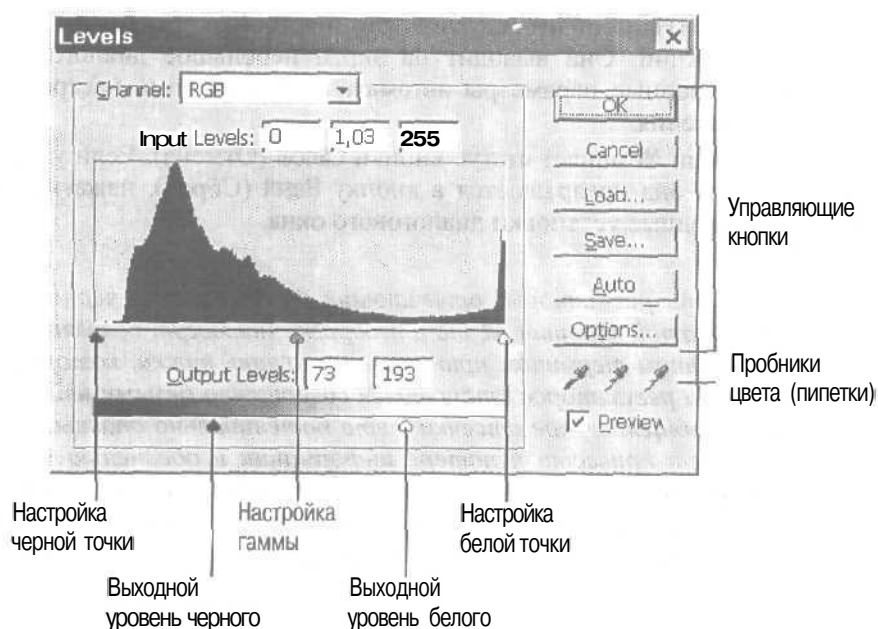 Levels
Channel: RGB
Input Levels: 0 1,03 255
OK
Cancel
Load...
Save...
Auto
Options...
Управляющие
кнопки
Output Levels: 73 193
Пробники
цвета (пипетки)
Preview
Настройка
черной точки
Настройка
гаммы
Настройка
белой точки
Выходной
уровень черного
Выходной
уровень белого